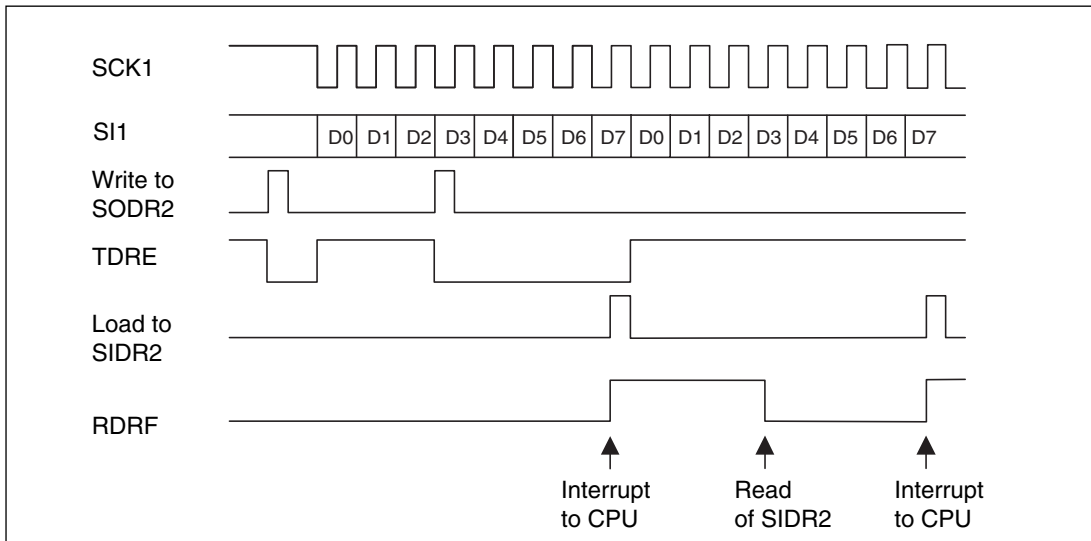 SCK1
SI1
D0 D1 D2 D3 D4 D5 D6 D7 D0 D1 D2 D3 D4 D5 D6 D7
Write to
SODR2
TDRE
Load to
SIDR2
RDRF
Interrupt
to CPU
Read
of SIDR2
Interrupt
to CPU